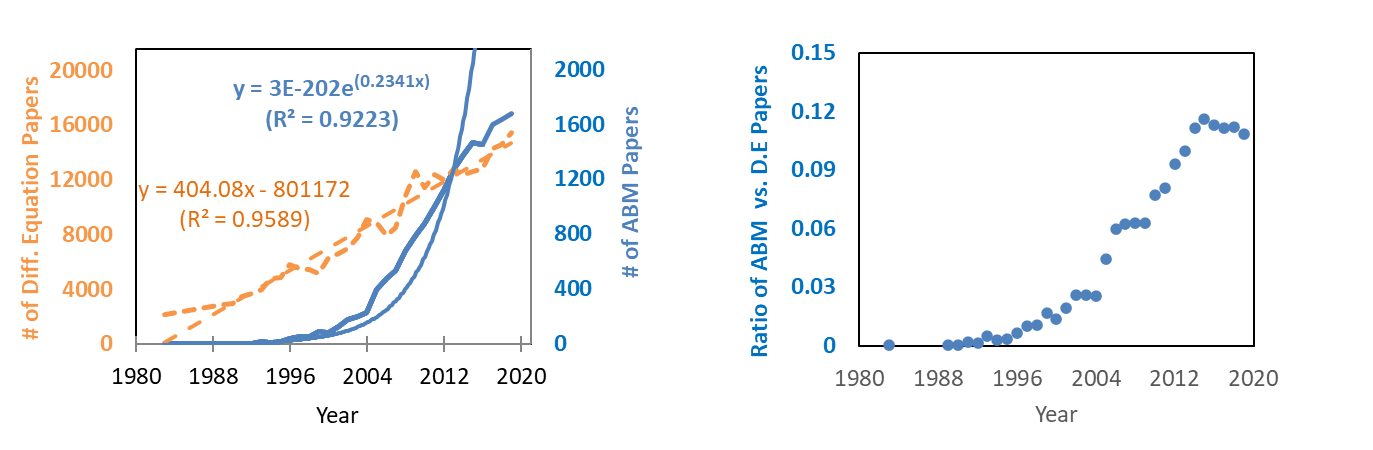 # of Diff. Equation Papers
20000
16000
12000
8000
4000
0
y = 3E-202e^(0.2341x)
(R² = 0.9223)
y = 404.08x - 801172
(R² = 0.9589)
2000
1600
1200
800
400
0
# of ABM Papers
1980 1988 1996 2004 2012 2020
Year
Ratio of ABM vs. D.E Papers
0.15
0.12
0.09
0.06
0.03
0
1980 1988 1996 2004 2012 2020
Year